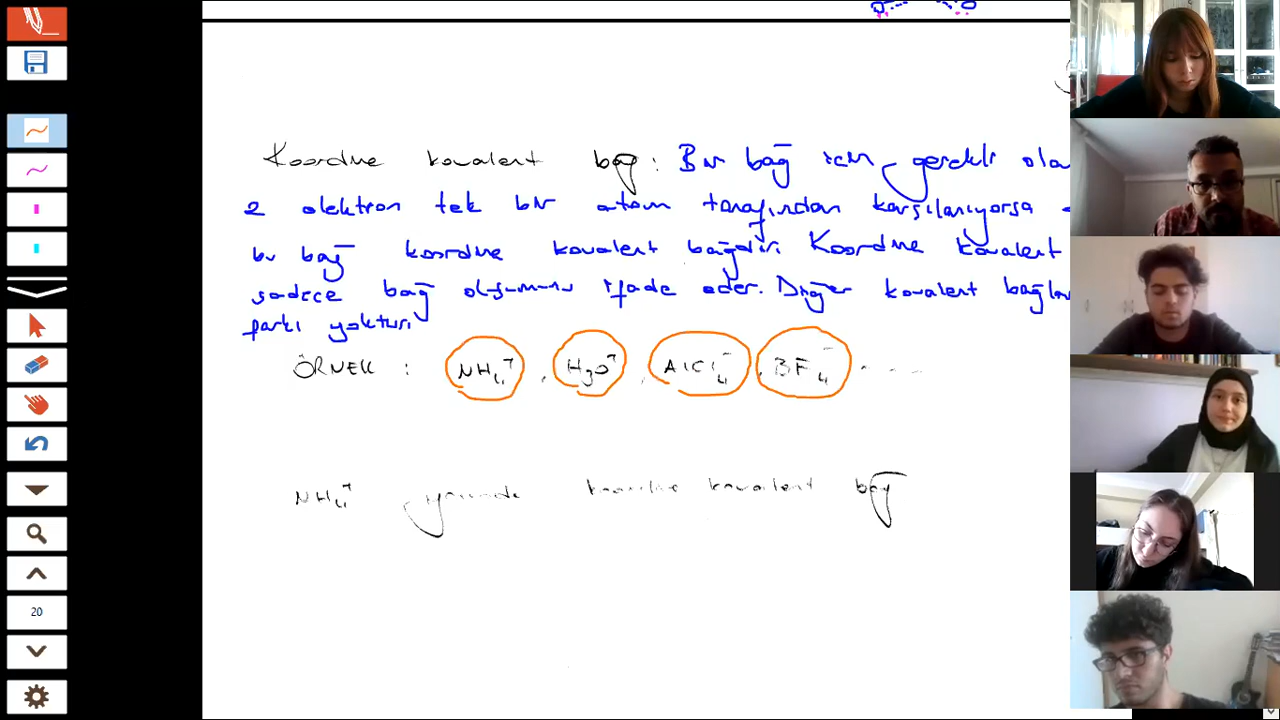 Koordine kovalent bağ : Bir bağ için gerekli ola
2 elektron tek bir atom tarafından karşılanıyorsa
bu bağ koordine kovalent bağdır. Koordine kovalent
sadece bağ oluşumunu ifade eder. Diğer kovalent bağla
farkı yoktur.
ÖRNEK : NH₄⁺ , H₃O⁺ , AlCl₄⁻ , BF₄⁻ .....
NH₄⁺ koordine kovalent bağ
20